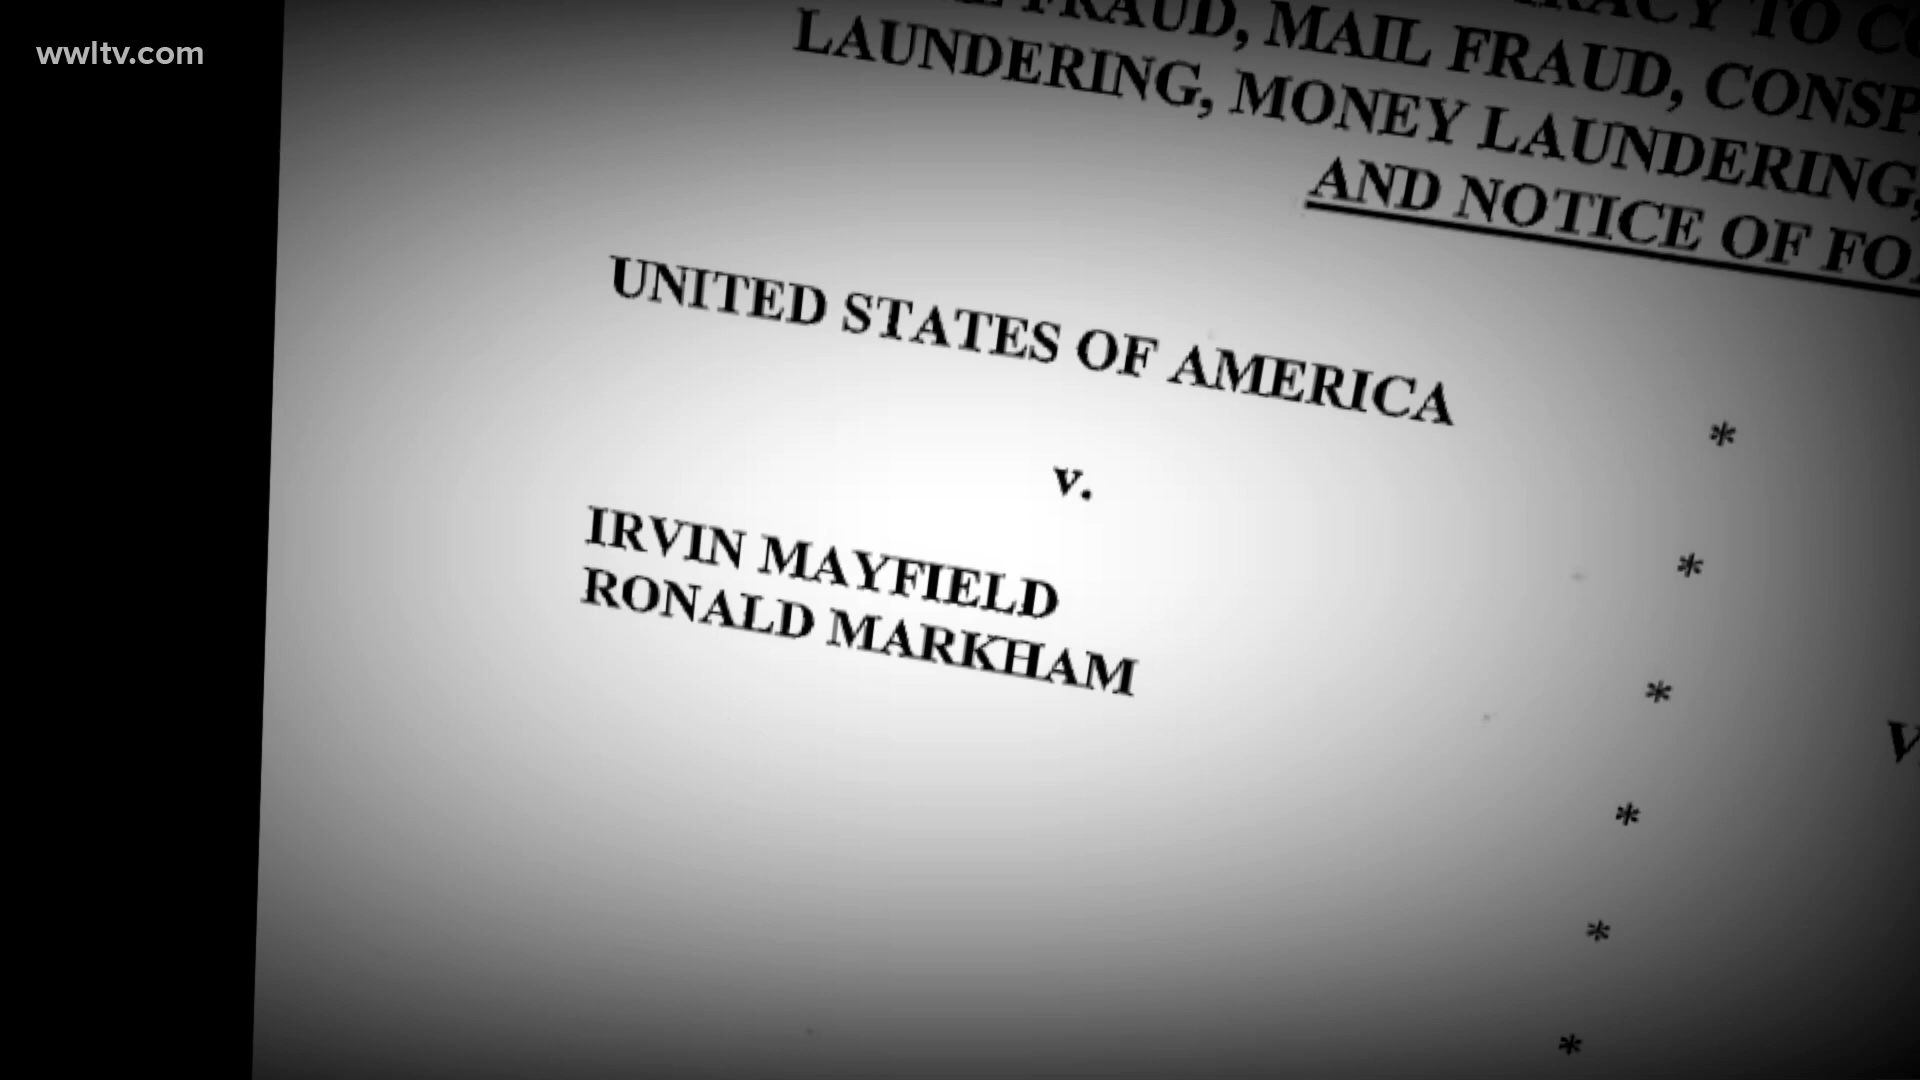 wwltv.com
TO
FRAUD, MAIL FRAUD,
LAUNDERING, MONEY LAUNDERING,
AND NOTICE OF
UNITED STATES OF AMERICA
*
v.
*
IRVIN MAYFIELD
RONALD MARKHAM
*
*
*
*